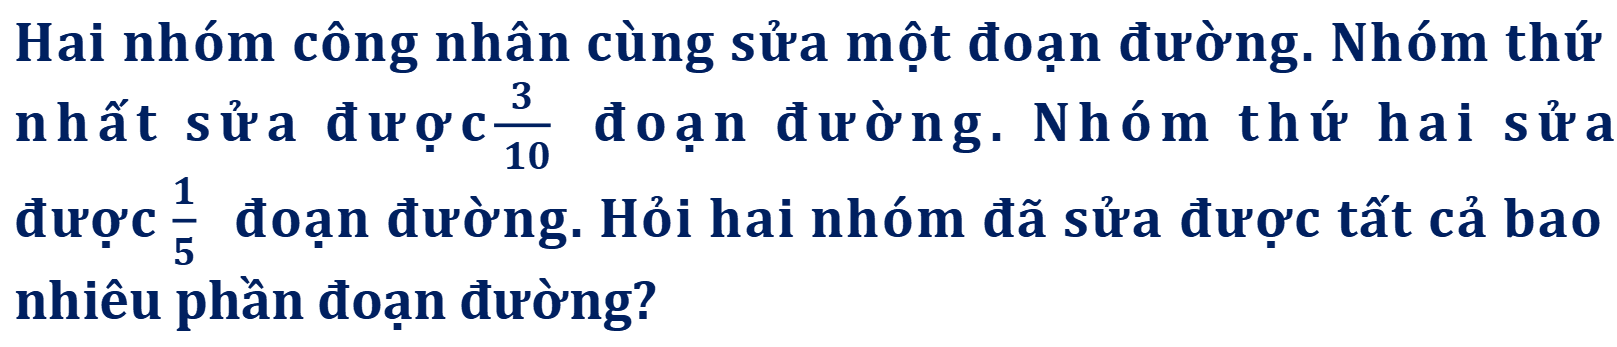 Hai nhóm công nhân cùng sửa một đoạn đường. Nhóm thứ
nhất sửa được 3/10 đoạn đường. Nhóm thứ hai sửa
được 1/5 đoạn đường. Hỏi hai nhóm đã sửa được tất cả bao
nhiêu phần đoạn đường?